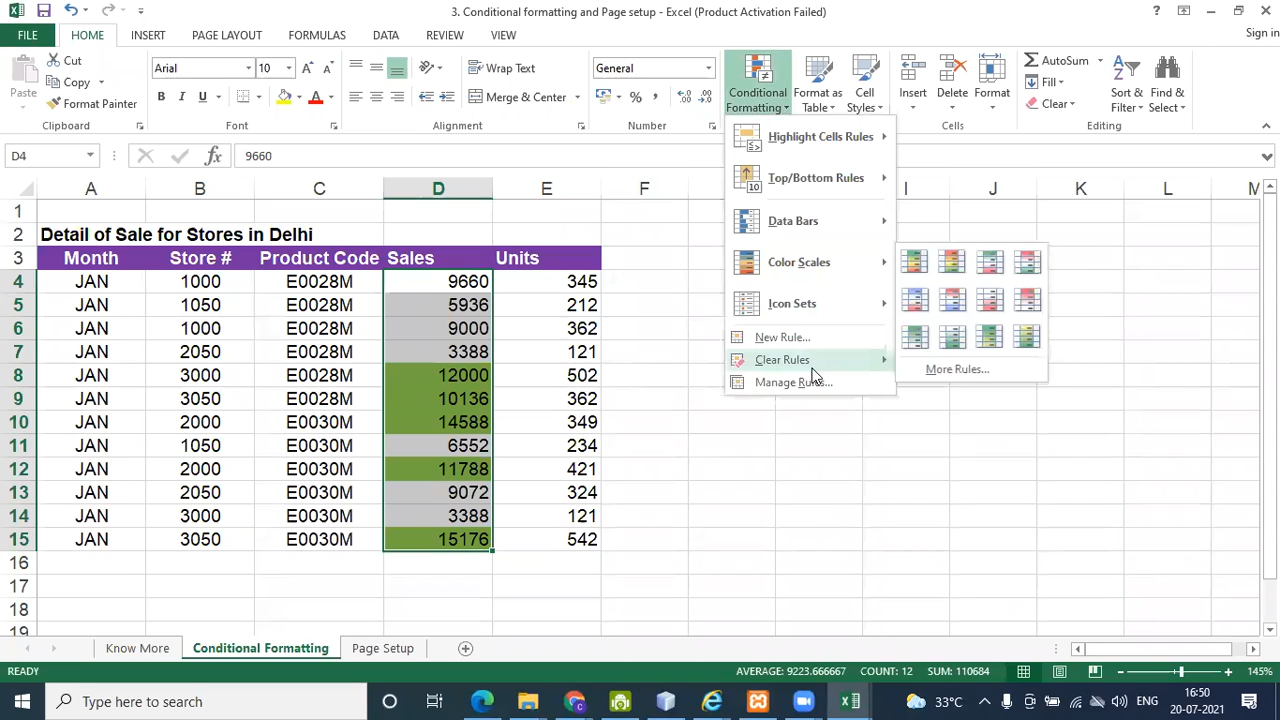 3. Conditional formatting and Page setup - Excel (Product Activation Failed)
?
FILE HOME INSERT PAGE LAYOUT FORMULAS DATA REVIEW VIEW Sign in
Paste Cut Copy Format Painter
Clipboard
Arial 10
B I U
Font
Wrap Text
Merge & Center
Alignment
General
% ,
Number
Conditional Formatting
Format as Table
Cell Styles
Insert Delete Format
Cells
AutoSum
Fill
Clear
Sort & Filter
Find & Select
Editing
D4 fx 9660
A B C D E F I J K L M
1
2 Detail of Sale for Stores in Delhi
3 Month Store # Product Code Sales Units
4 JAN 1000 E0028M 9660 345
5 JAN 1050 E0028M 5936 212
6 JAN 1000 E0028M 9000 362
7 JAN 2050 E0028M 3388 121
8 JAN 3000 E0028M 12000 502
9 JAN 3050 E0028M 10136 362
10 JAN 2000 E0030M 14588 349
11 JAN 1050 E0030M 6552 234
12 JAN 2000 E0030M 11788 421
13 JAN 2050 E0030M 9072 324
14 JAN 3000 E0030M 3388 121
15 JAN 3050 E0030M 15176 542
16
17
18
19
Highlight Cells Rules
Top/Bottom Rules
Data Bars
Color Scales
Icon Sets
New Rule...
Clear Rules
Manage Rules...
More Rules...
Know More Conditional Formatting Page Setup
READY AVERAGE: 9223.666667 COUNT: 12 SUM: 110684 145%
Type here to search
33°C ENG 16:50
20-07-2021